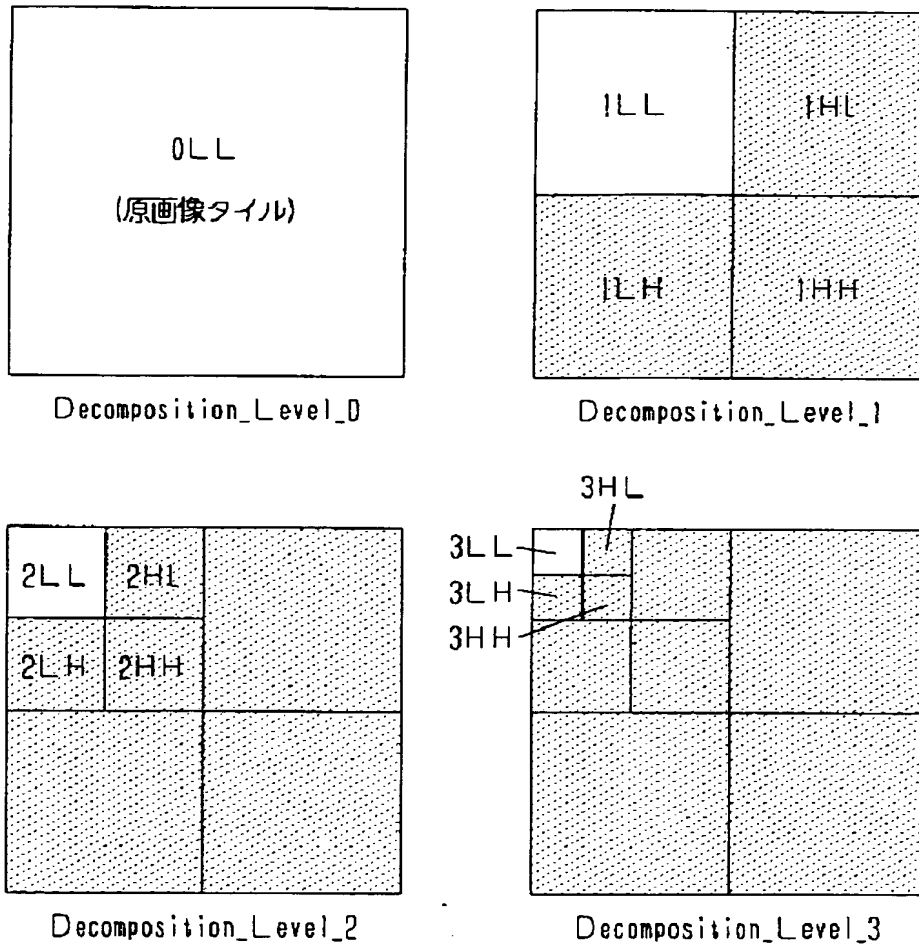 0LL
(原画像タイル)
Decomposition_Level_0
1LL 1HL
1LH 1HH
Decomposition_Level_1
2LL 2HL
2LH 2HH
Decomposition_Level_2
3HL
3LL
3LH
3HH
Decomposition_Level_3